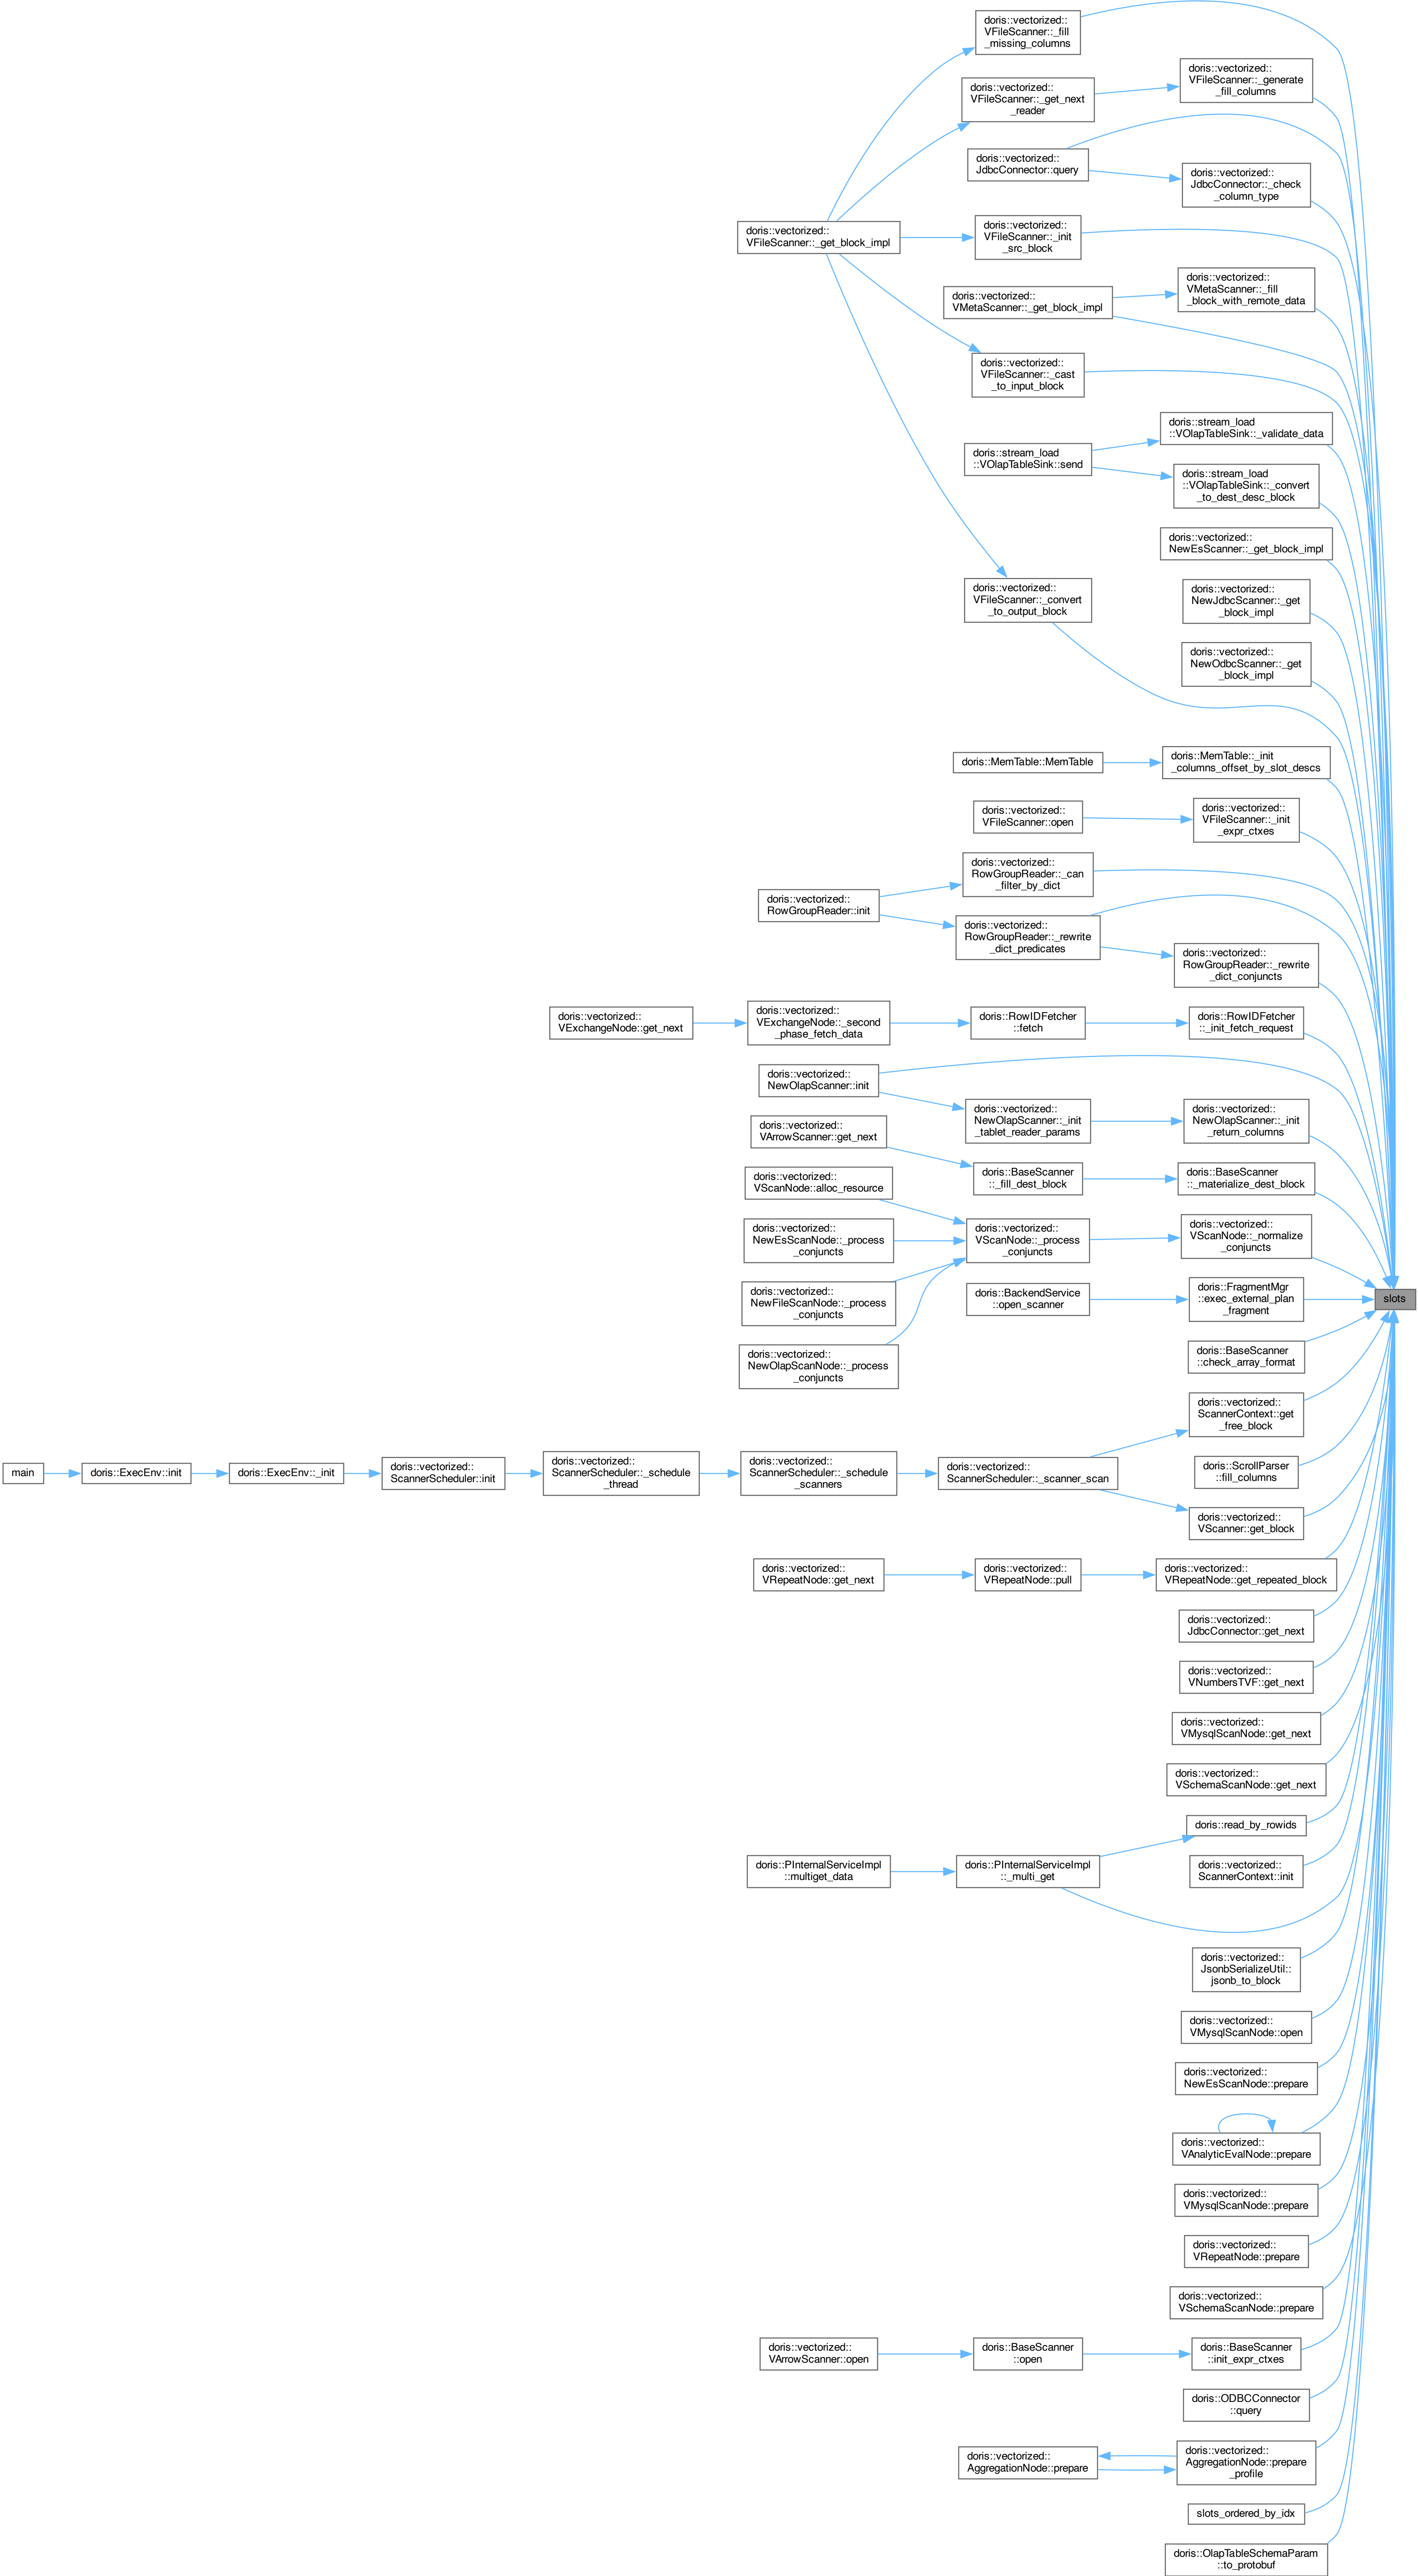 doris::vectorized::
VFileScanner::_fill
_missing_columns
doris::vectorized::
VFileScanner::_generate
_fill_columns
doris::vectorized::
VFileScanner::_get_next
_reader
doris::vectorized::
JdbcConnector::query
doris::vectorized::
JdbcConnector::_check
_column_type
doris::vectorized::
VFileScanner::_get_block_impl
doris::vectorized::
VFileScanner::_init
_src_block
doris::vectorized::
VMetaScanner::_fill
_block_with_remote_data
doris::vectorized::
VMetaScanner::_get_block_impl
doris::vectorized::
VFileScanner::_cast
_to_input_block
doris::stream_load
::VOlapTableSink::_validate_data
doris::stream_load
::VOlapTableSink::send
doris::stream_load
::VOlapTableSink::_convert
_to_dest_desc_block
doris::vectorized::
NewEsScanner::_get_block_impl
doris::vectorized::
VFileScanner::_convert
_to_output_block
doris::vectorized::
NewJdbcScanner::_get
_block_impl
doris::vectorized::
NewOdbcScanner::_get
_block_impl
doris::MemTable::MemTable
doris::MemTable::_init
_columns_offset_by_slot_descs
doris::vectorized::
VFileScanner::open
doris::vectorized::
VFileScanner::_init
_expr_ctxes
doris::vectorized::
RowGroupReader::_can
_filter_by_dict
doris::vectorized::
RowGroupReader::init
doris::vectorized::
RowGroupReader::_rewrite
_dict_predicates
doris::vectorized::
RowGroupReader::_rewrite
_dict_conjuncts
doris::vectorized::
VExchangeNode::get_next
doris::vectorized::
VExchangeNode::_second
_phase_fetch_data
doris::RowIDFetcher
::fetch
doris::RowIDFetcher
::_init_fetch_request
doris::vectorized::
NewOlapScanner::init
doris::vectorized::
NewOlapScanner::_init
_tablet_reader_params
doris::vectorized::
NewOlapScanner::_init
_return_columns
doris::vectorized::
VArrowScanner::get_next
doris::BaseScanner
::_fill_dest_block
doris::BaseScanner
::_materialize_dest_block
doris::vectorized::
VScanNode::alloc_resource
doris::vectorized::
NewEsScanNode::_process
_conjuncts
doris::vectorized::
VScanNode::_process
_conjuncts
doris::vectorized::
VScanNode::_normalize
_conjuncts
doris::vectorized::
NewFileScanNode::_process
_conjuncts
doris::BackendService
::open_scanner
doris::FragmentMgr
::exec_external_plan
_fragment
slots
doris::vectorized::
NewOlapScanNode::_process
_conjuncts
doris::BaseScanner
::check_array_format
doris::vectorized::
ScannerContext::get
_free_block
main
doris::ExecEnv::init
doris::ExecEnv::_init
doris::vectorized::
ScannerScheduler::init
doris::vectorized::
ScannerScheduler::_schedule
_thread
doris::vectorized::
ScannerScheduler::_schedule
_scanners
doris::vectorized::
ScannerScheduler::_scanner_scan
doris::ScrollParser
::fill_columns
doris::vectorized::
VScanner::get_block
doris::vectorized::
VRepeatNode::get_next
doris::vectorized::
VRepeatNode::pull
doris::vectorized::
VRepeatNode::get_repeated_block
doris::vectorized::
JdbcConnector::get_next
doris::vectorized::
VNumbersTVF::get_next
doris::vectorized::
VMysqlScanNode::get_next
doris::vectorized::
VSchemaScanNode::get_next
doris::read_by_rowids
doris::PInternalServiceImpl
::multiget_data
doris::PInternalServiceImpl
::_multi_get
doris::vectorized::
ScannerContext::init
doris::vectorized::
JsonbSerializeUtil::
jsonb_to_block
doris::vectorized::
VMysqlScanNode::open
doris::vectorized::
NewEsScanNode::prepare
doris::vectorized::
VAnalyticEvalNode::prepare
doris::vectorized::
VMysqlScanNode::prepare
doris::vectorized::
VRepeatNode::prepare
doris::vectorized::
VSchemaScanNode::prepare
doris::vectorized::
VArrowScanner::open
doris::BaseScanner
::open
doris::BaseScanner
::init_expr_ctxes
doris::ODBCConnector
::query
doris::vectorized::
AggregationNode::prepare
doris::vectorized::
AggregationNode::prepare
_profile
slots_ordered_by_idx
doris::OlapTableSchemaParam
::to_protobuf